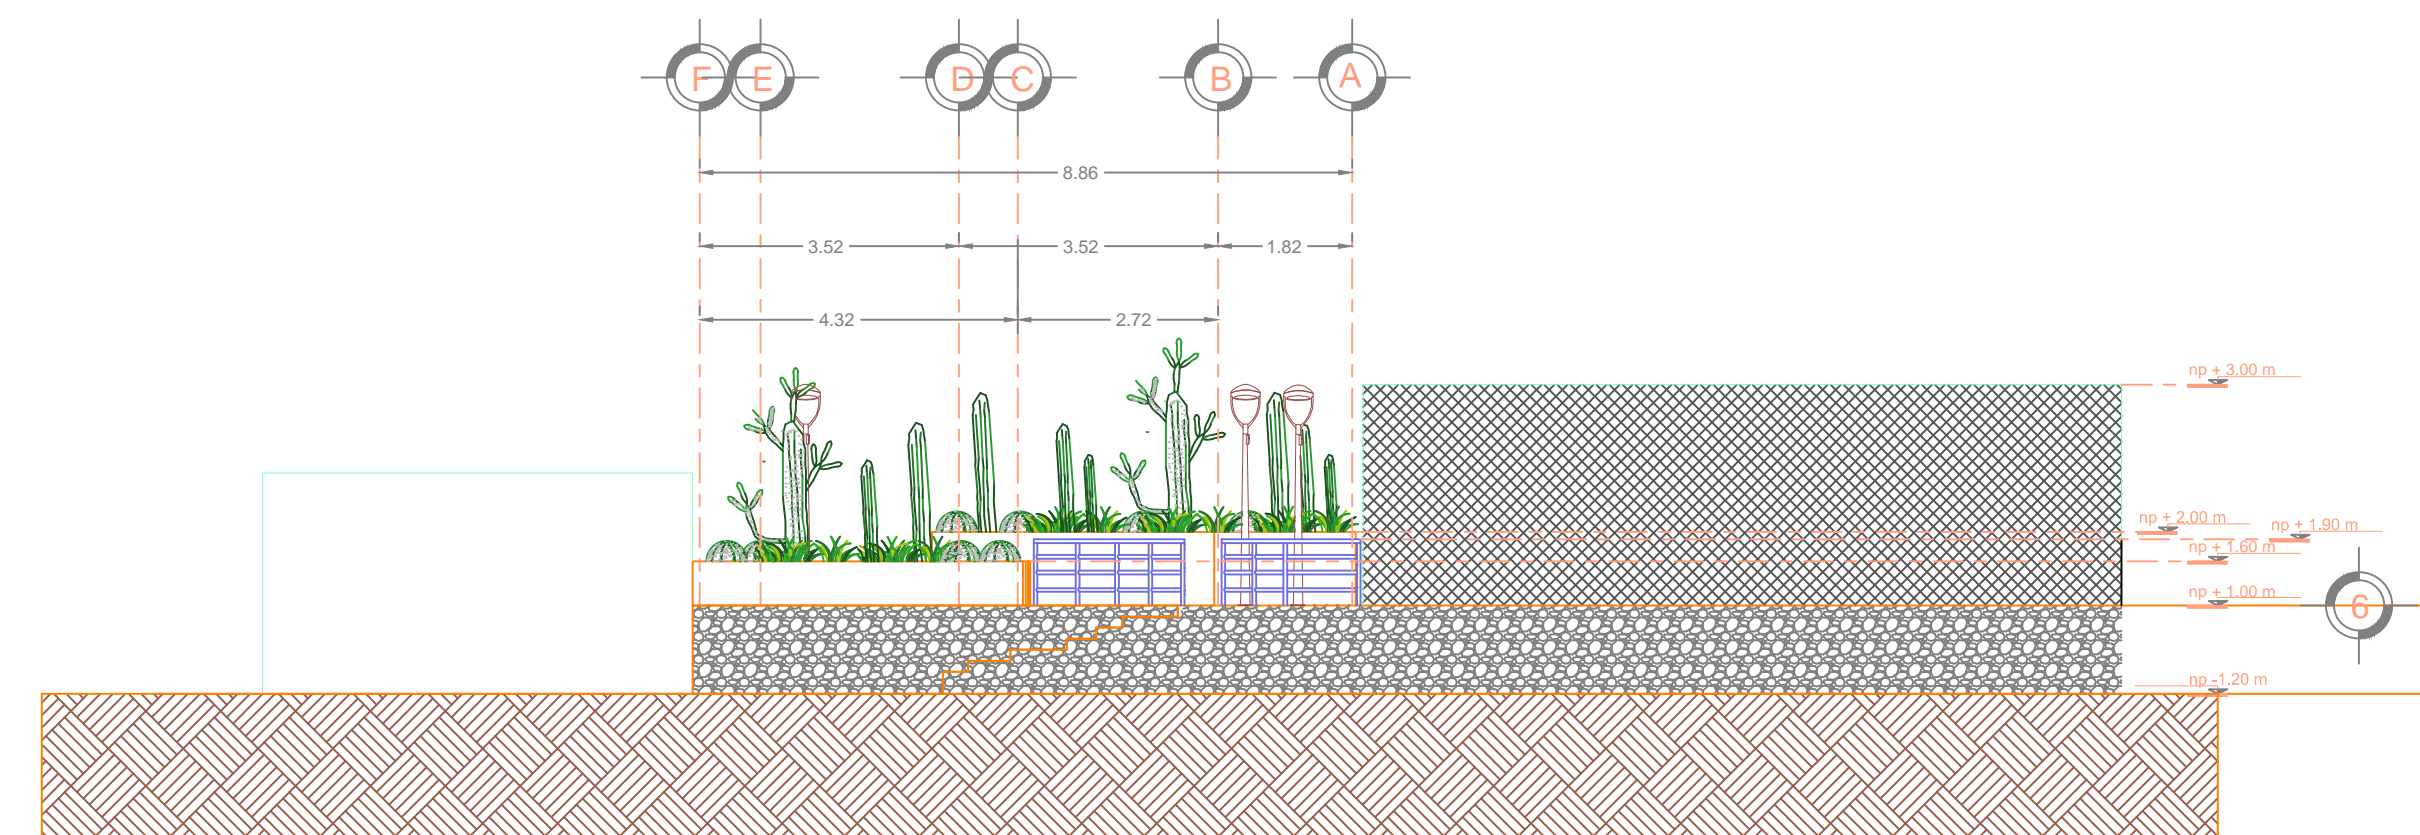 F E D C B A
8.86
3.52 3.52 1.82
4.32 2.72
np + 3.00 m
np + 2.00 m
np + 1.90 m
np + 1.60 m
np + 1.00 m
6
np -1.20 m